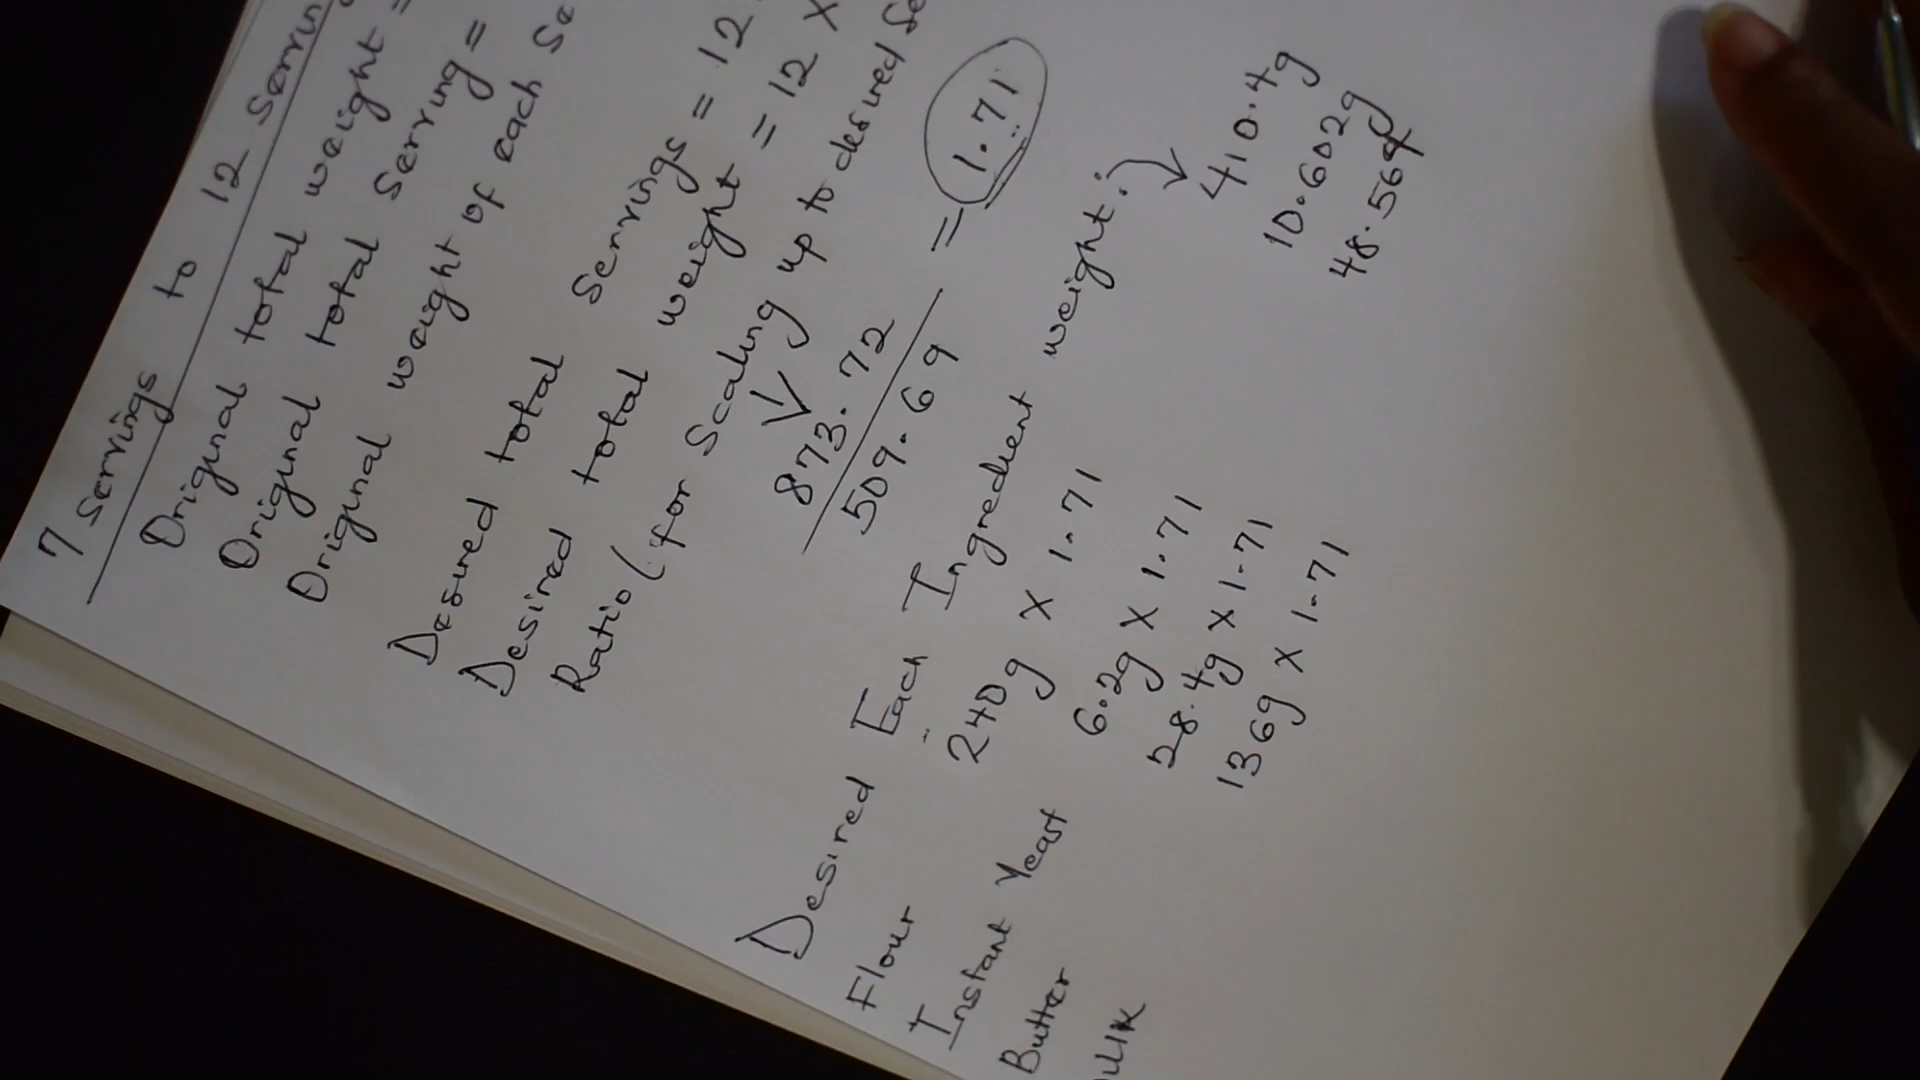 7 Servings to 12 Servin
Original total weight =
Original total Serving =
Original weight of each Se
Desired total Servings = 12
Desired total weight = 12 X
Ratio (for Scaling up to desired Se
873.72
509.69
= 1.71
Desired Each Ingredient weight:
Flour 240g X 1.71 410.4g
Instant Yeast 6.2g X 1.71 10.602g
Butter 28.4g X 1.71 48.564g
136g X 1.71